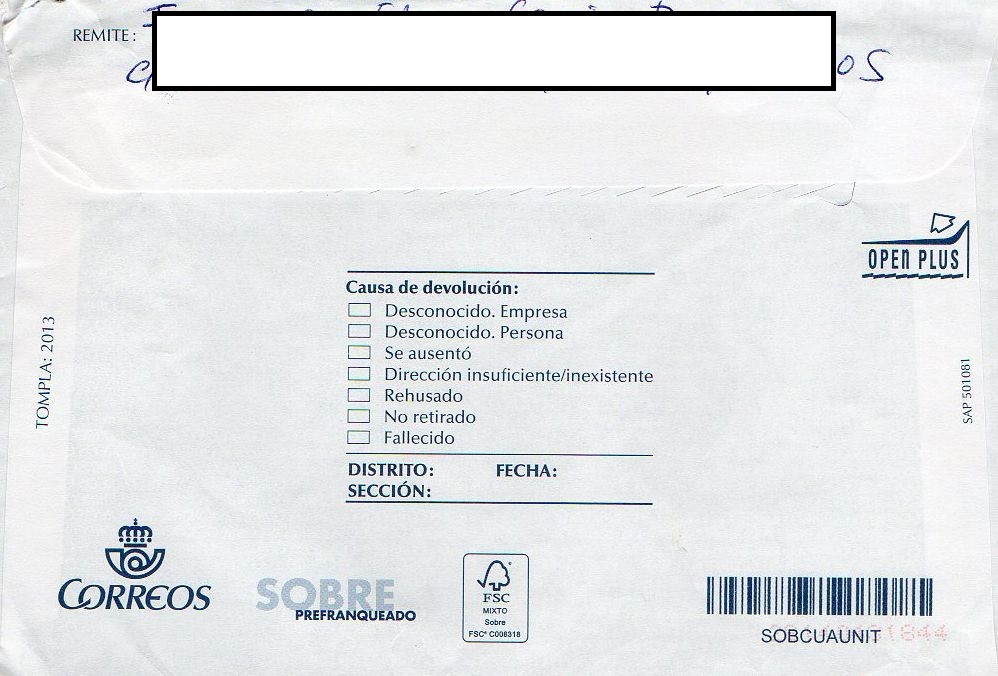 REMITE:
OS
OPEN PLUS
Causa de devolución:
Desconocido. Empresa
Desconocido. Persona
Se ausentó
Dirección insuficiente/inexistente
Rehusado
No retirado
Fallecido
DISTRITO: FECHA:
SECCIÓN:
TOMPLA: 2013
SAP 501081
CORREOS
SOBRE
PREFRANQUEADO
FSC
MIXTO
Sobre
FSC® C008318
SOBCUAUNIT